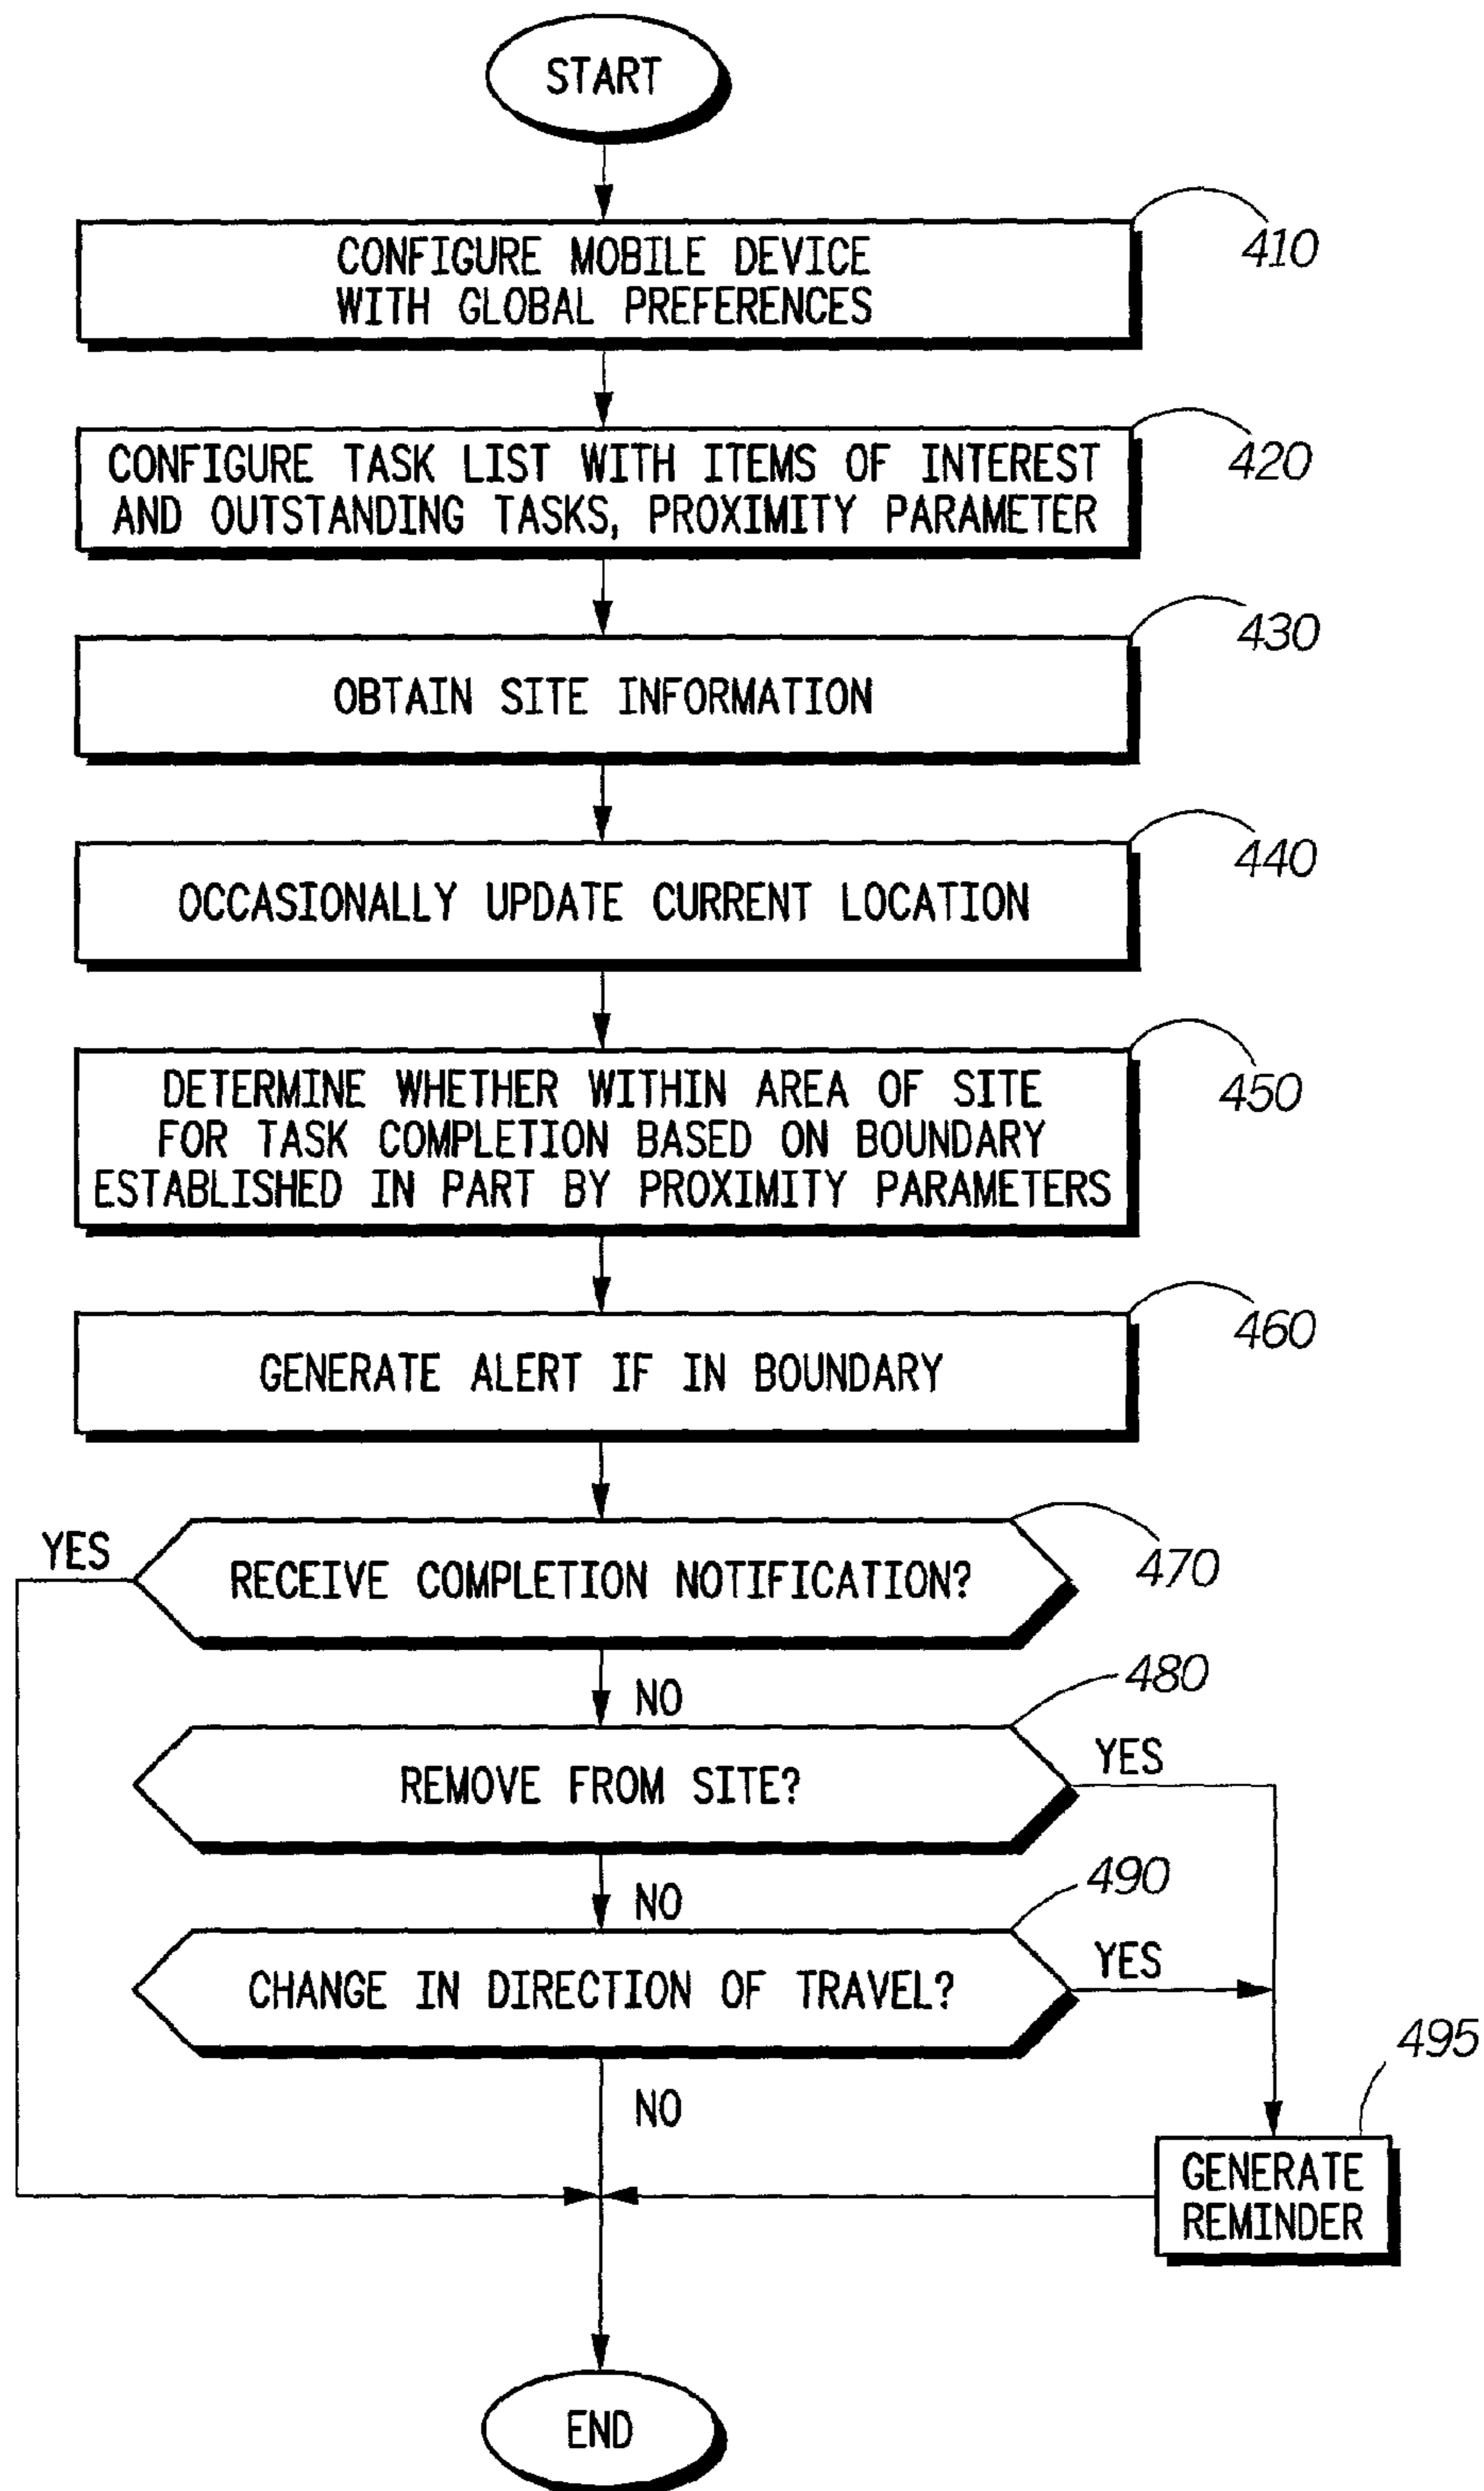 START
CONFIGURE MOBILE DEVICE
WITH GLOBAL PREFERENCES
410
CONFIGURE TASK LIST WITH ITEMS OF INTEREST
AND OUTSTANDING TASKS, PROXIMITY PARAMETER
420
OBTAIN SITE INFORMATION
430
OCCASIONALLY UPDATE CURRENT LOCATION
440
DETERMINE WHETHER WITHIN AREA OF SITE
FOR TASK COMPLETION BASED ON BOUNDARY
ESTABLISHED IN PART BY PROXIMITY PARAMETERS
450
GENERATE ALERT IF IN BOUNDARY
460
YES
RECEIVE COMPLETION NOTIFICATION?
470
NO
480
REMOVE FROM SITE?
YES
NO
490
CHANGE IN DIRECTION OF TRAVEL?
YES
NO
495
GENERATE
REMINDER
END